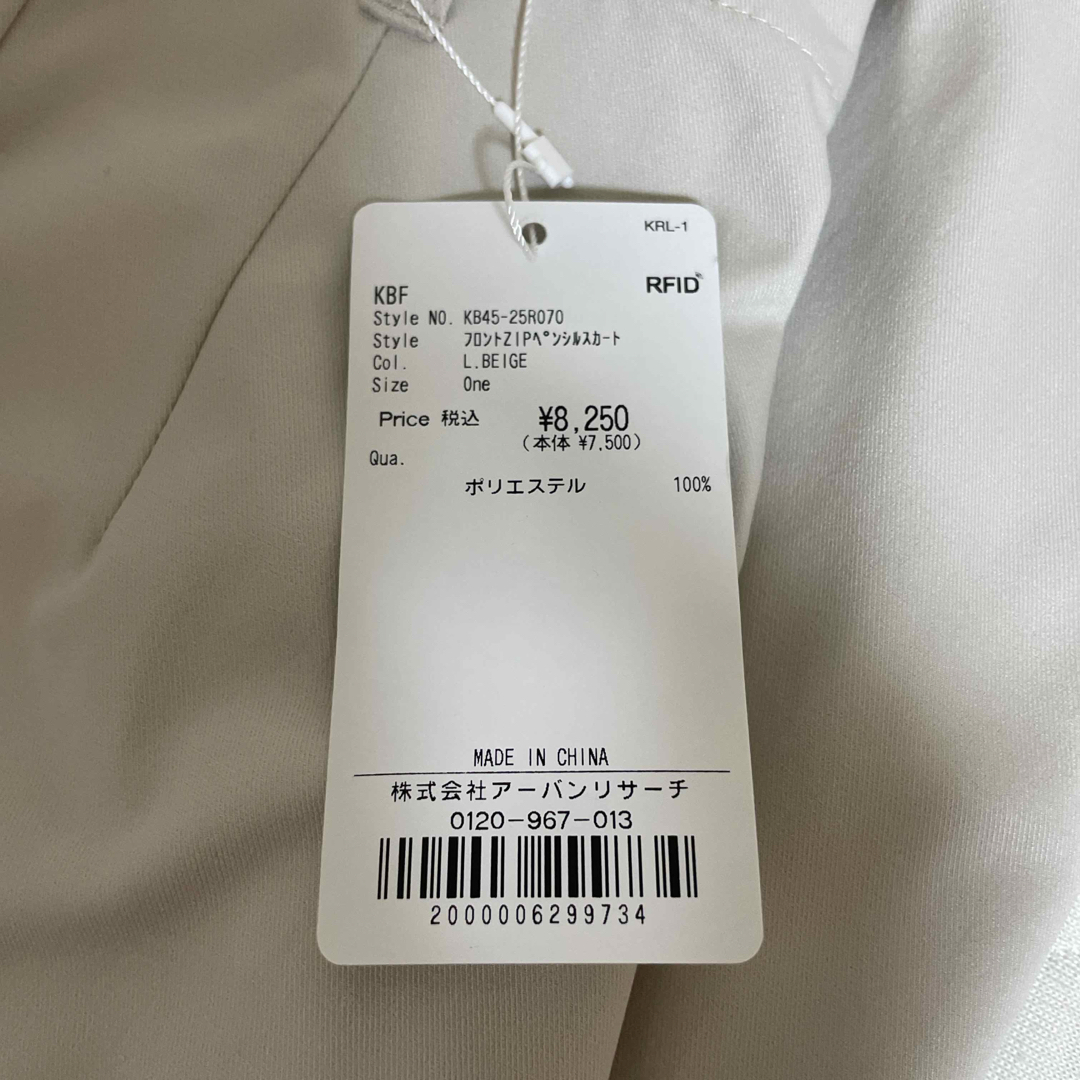 KRL-1
RFID
KBF
Style NO. KB45-25R070
Style フロントZIPペンシルスカート
Col. L.BEIGE
Size One
Price 税込 ¥8,250
(本体 ¥7,500)
Qua.
ポリエステル 100%
MADE IN CHINA
株式会社アーバンリサーチ
0120-967-013
2000006299734